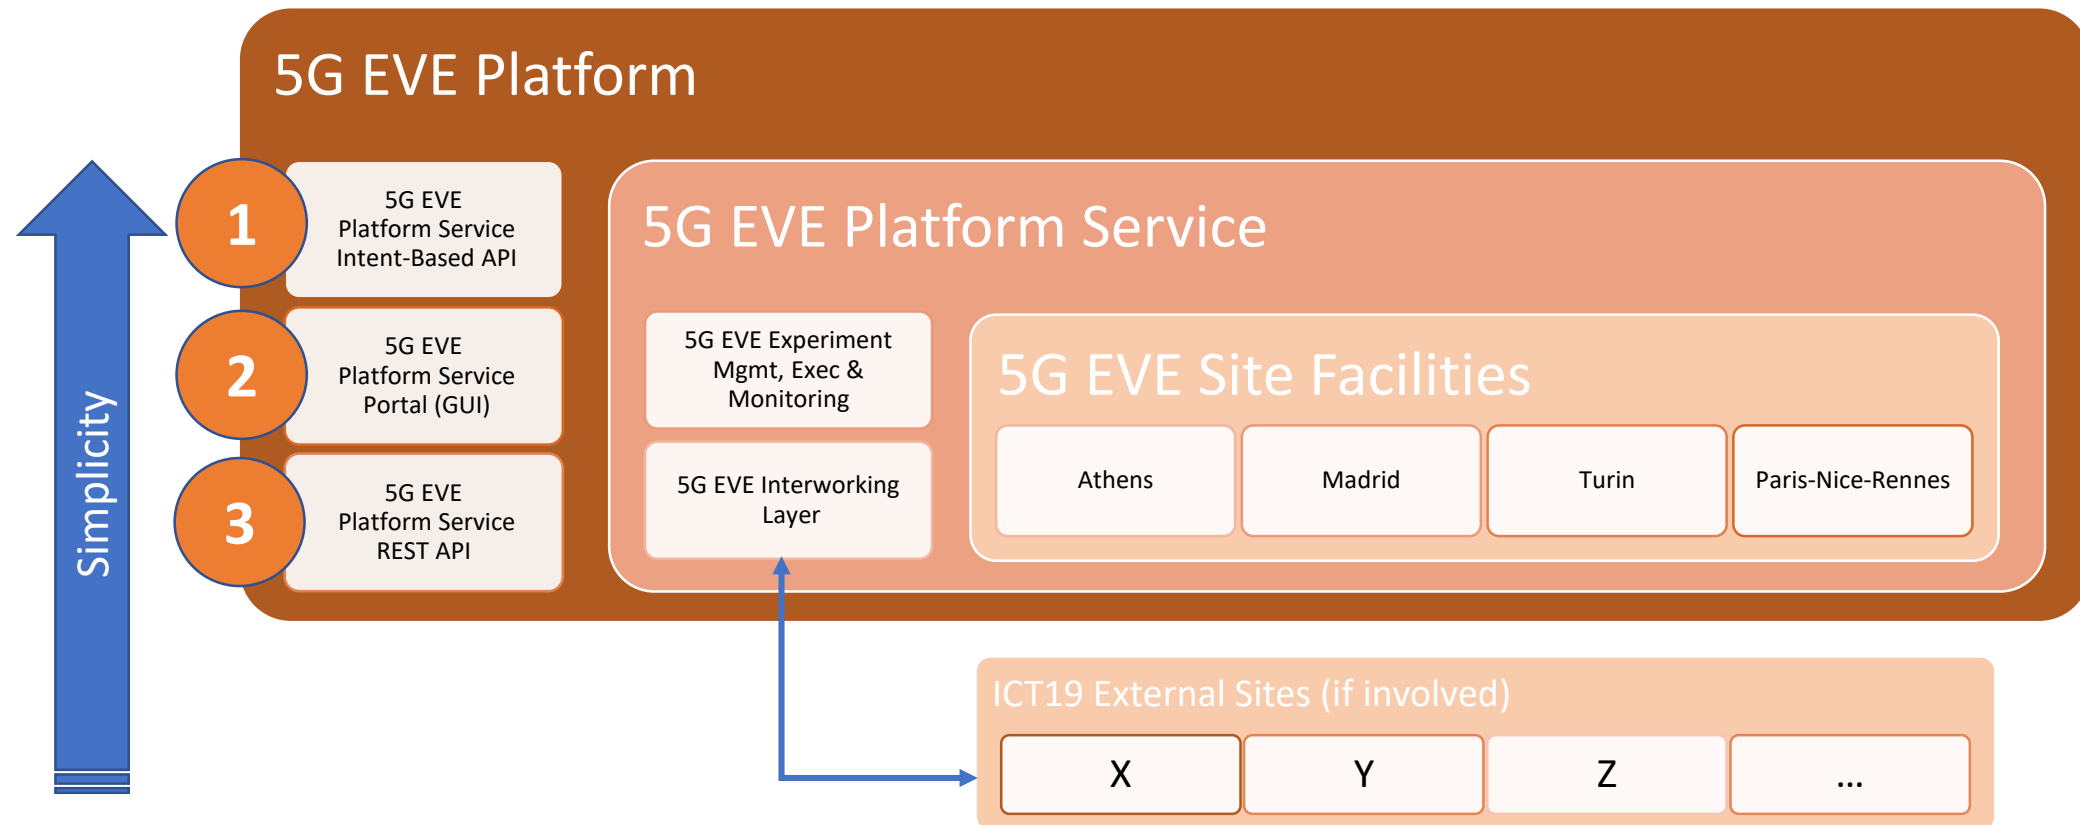 5G EVE Platform
Simplicity
1
5G EVE
Platform Service
Intent-Based API
2
5G EVE
Platform Service
Portal (GUI)
3
5G EVE
Platform Service
REST API
5G EVE Platform Service
5G EVE Experiment
Mgmt, Exec &
Monitoring
5G EVE Interworking
Layer
5G EVE Site Facilities
Athens
Madrid
Turin
Paris-Nice-Rennes
ICT19 External Sites (if involved)
X
Y
Z
...